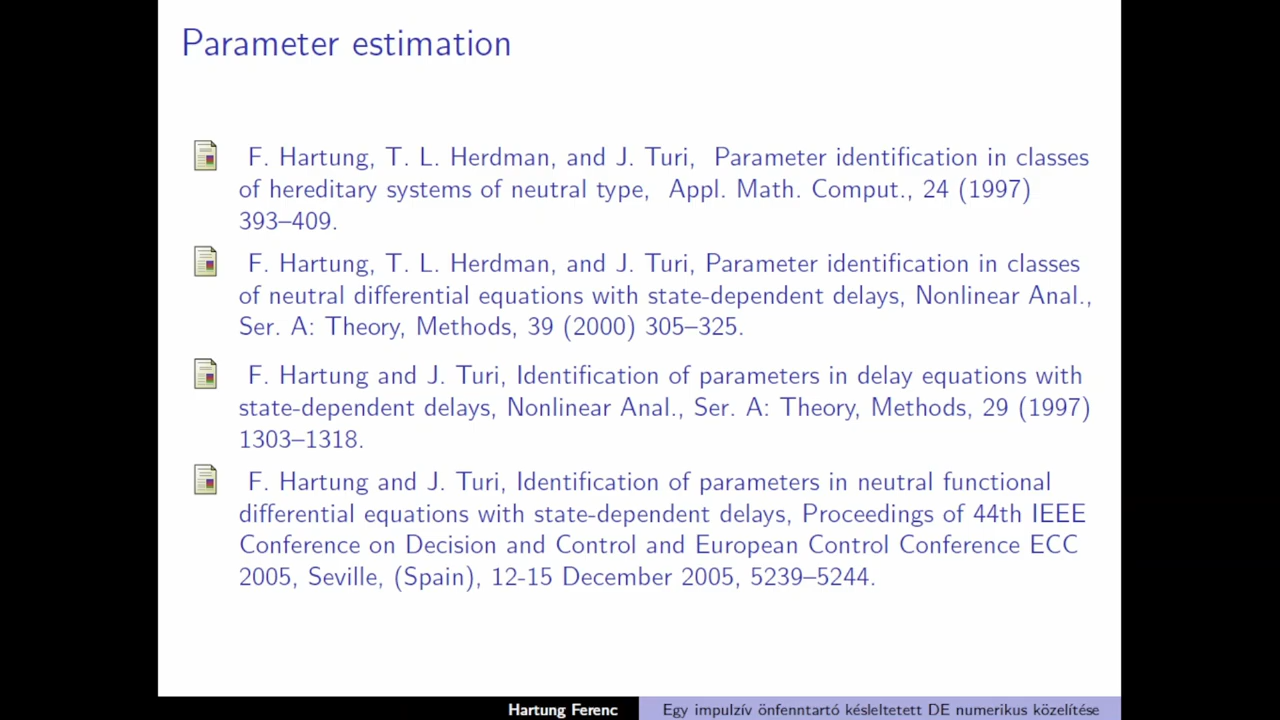 Parameter estimation
F. Hartung, T. L. Herdman, and J. Turi, Parameter identification in classes
of hereditary systems of neutral type, Appl. Math. Comput., 24 (1997)
393–409.
F. Hartung, T. L. Herdman, and J. Turi, Parameter identification in classes
of neutral differential equations with state-dependent delays, Nonlinear Anal.,
Ser. A: Theory, Methods, 39 (2000) 305–325.
F. Hartung and J. Turi, Identification of parameters in delay equations with
state-dependent delays, Nonlinear Anal., Ser. A: Theory, Methods, 29 (1997)
1303–1318.
F. Hartung and J. Turi, Identification of parameters in neutral functional
differential equations with state-dependent delays, Proceedings of 44th IEEE
Conference on Decision and Control and European Control Conference ECC
2005, Seville, (Spain), 12-15 December 2005, 5239–5244.
Hartung Ferenc
Egy impulzív önfenntartó késleltetett DE numerikus közelítése